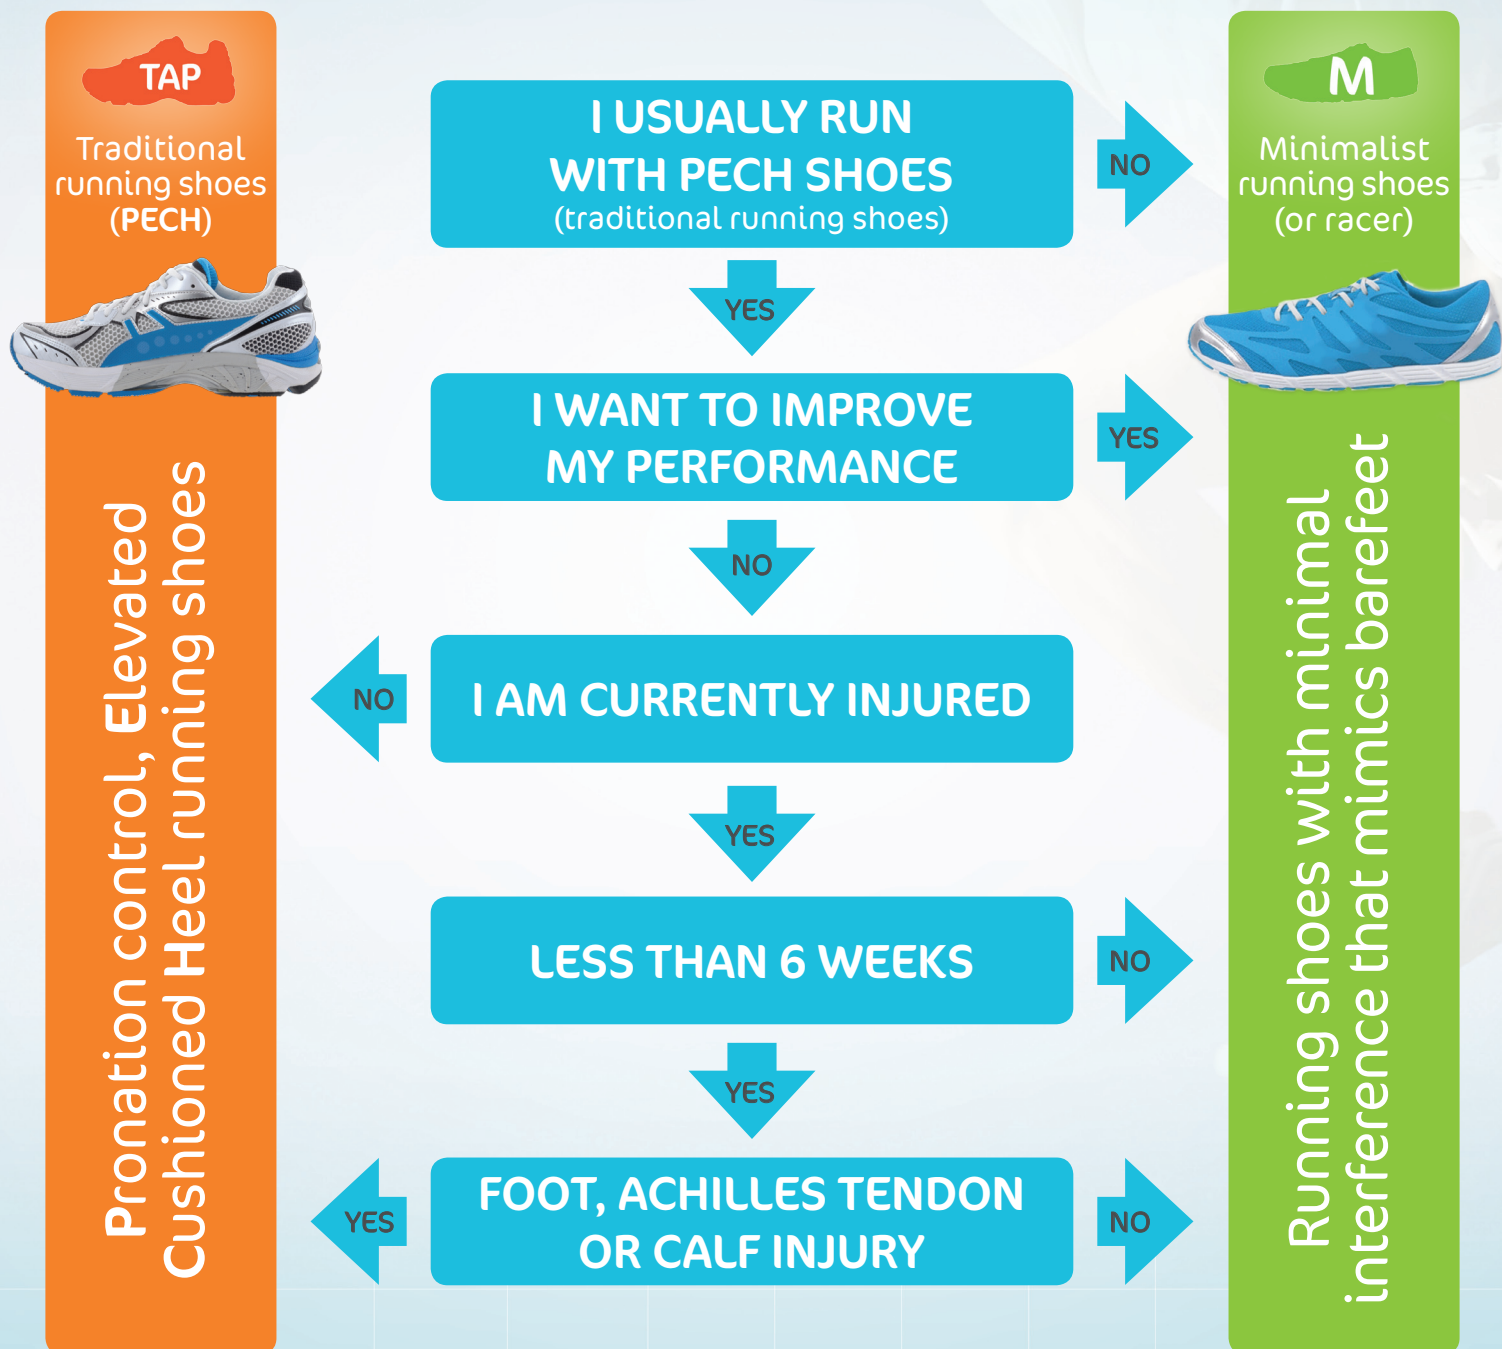 TAP
Traditional
running shoes
(PECH)
Pronation control, Elevated
Cushioned Heel running shoes
I USUALLY RUN
WITH PECH SHOES
(traditional running shoes)
NO
YES
I WANT TO IMPROVE
MY PERFORMANCE
YES
NO
I AM CURRENTLY INJURED
NO
YES
LESS THAN 6 WEEKS
NO
YES
FOOT, ACHILLES TENDON
OR CALF INJURY
YES
NO
M
Minimalist
running shoes
(or racer)
Running shoes with minimal
interference that mimics barefeet